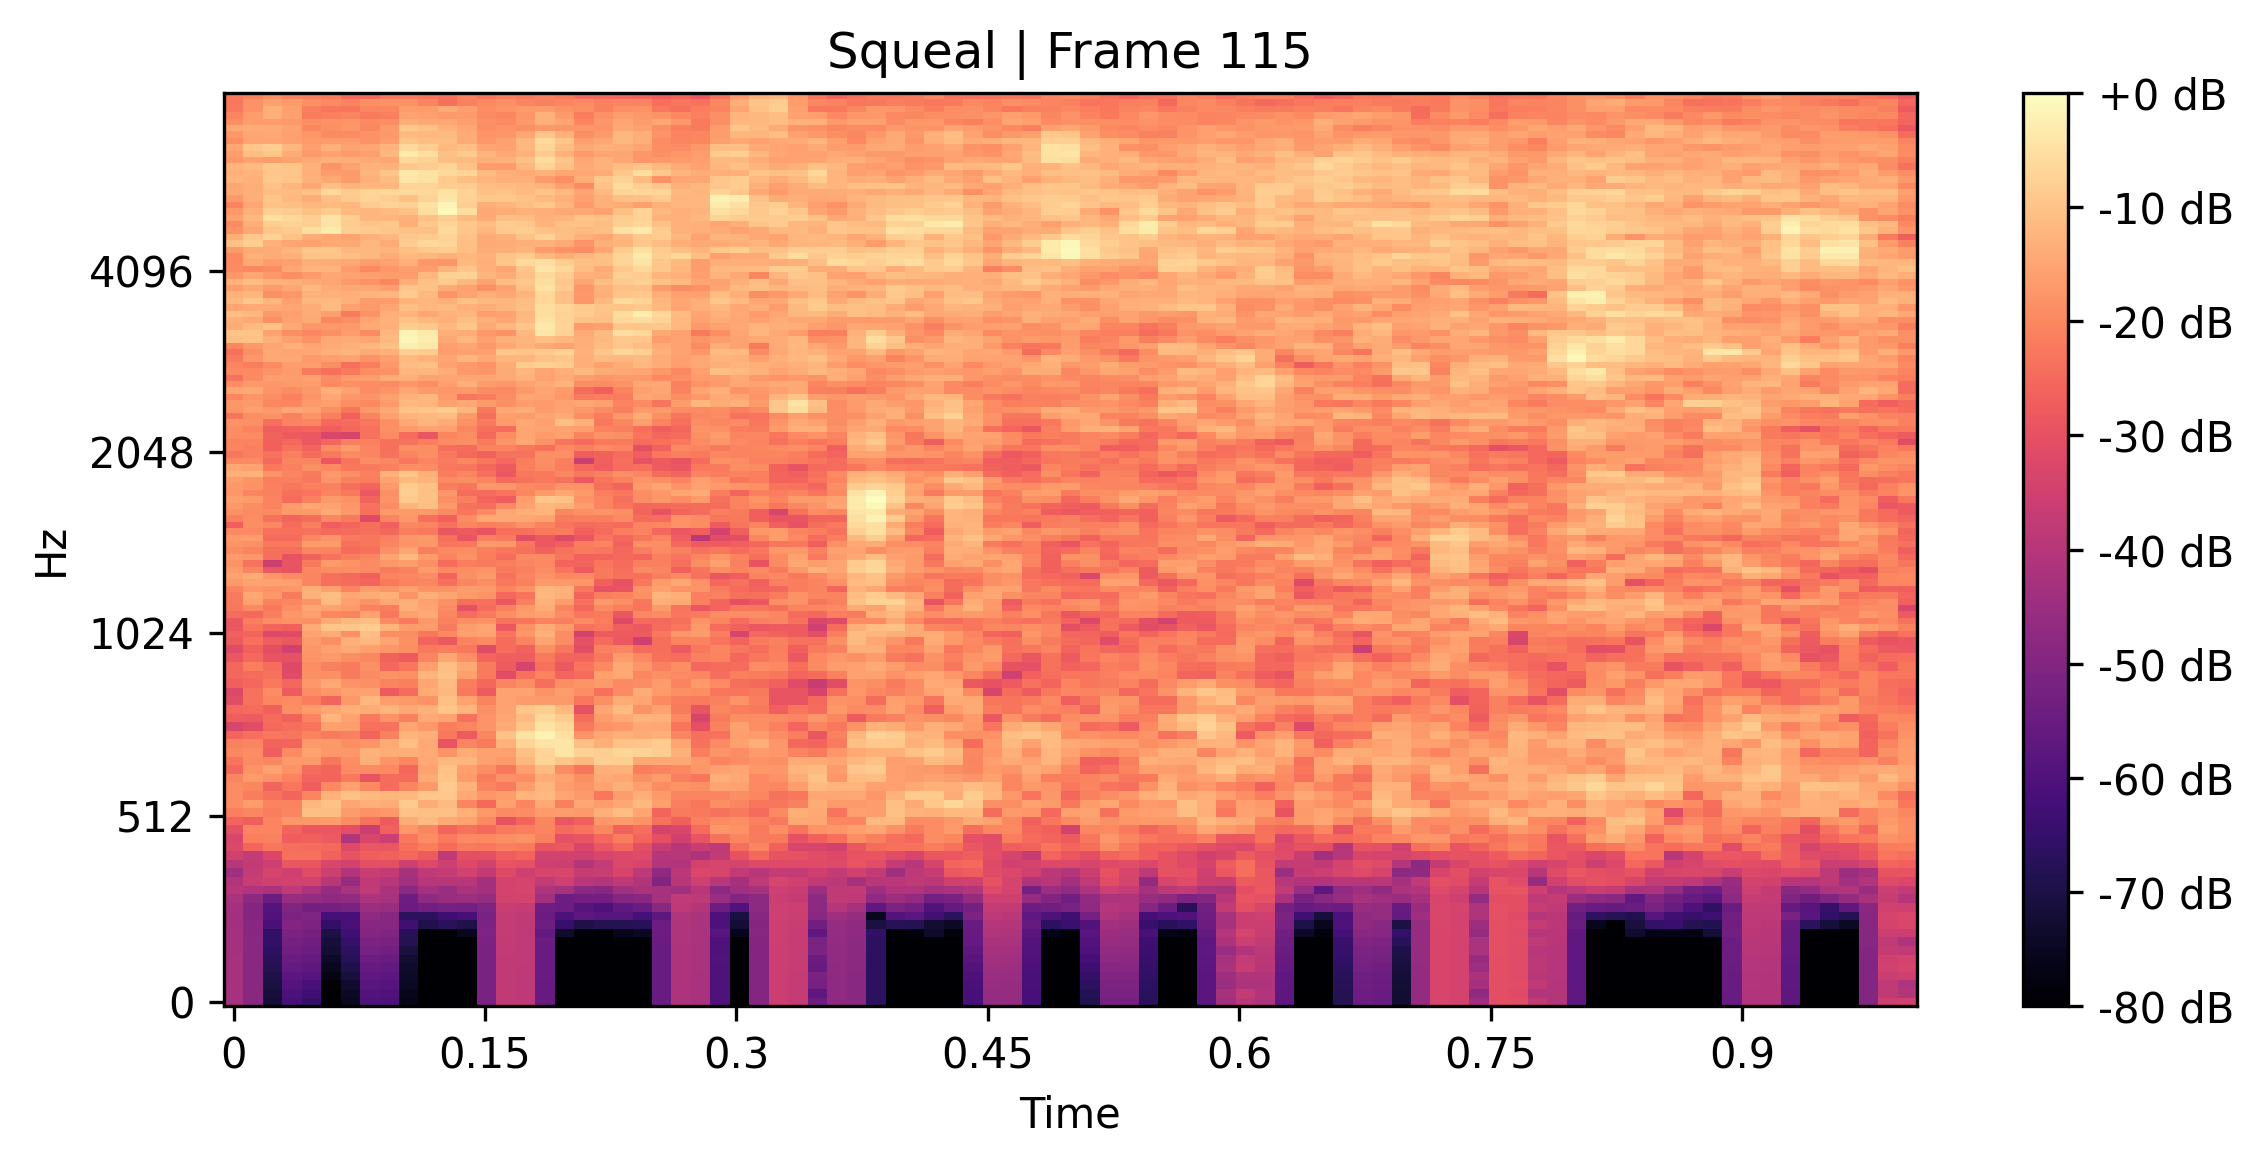 Squeal | Frame 115
Hz
4096
2048
1024
512
0
0 0.15 0.3 0.45 0.6 0.75 0.9
Time
+0 dB
-10 dB
-20 dB
-30 dB
-40 dB
-50 dB
-60 dB
-70 dB
-80 dB